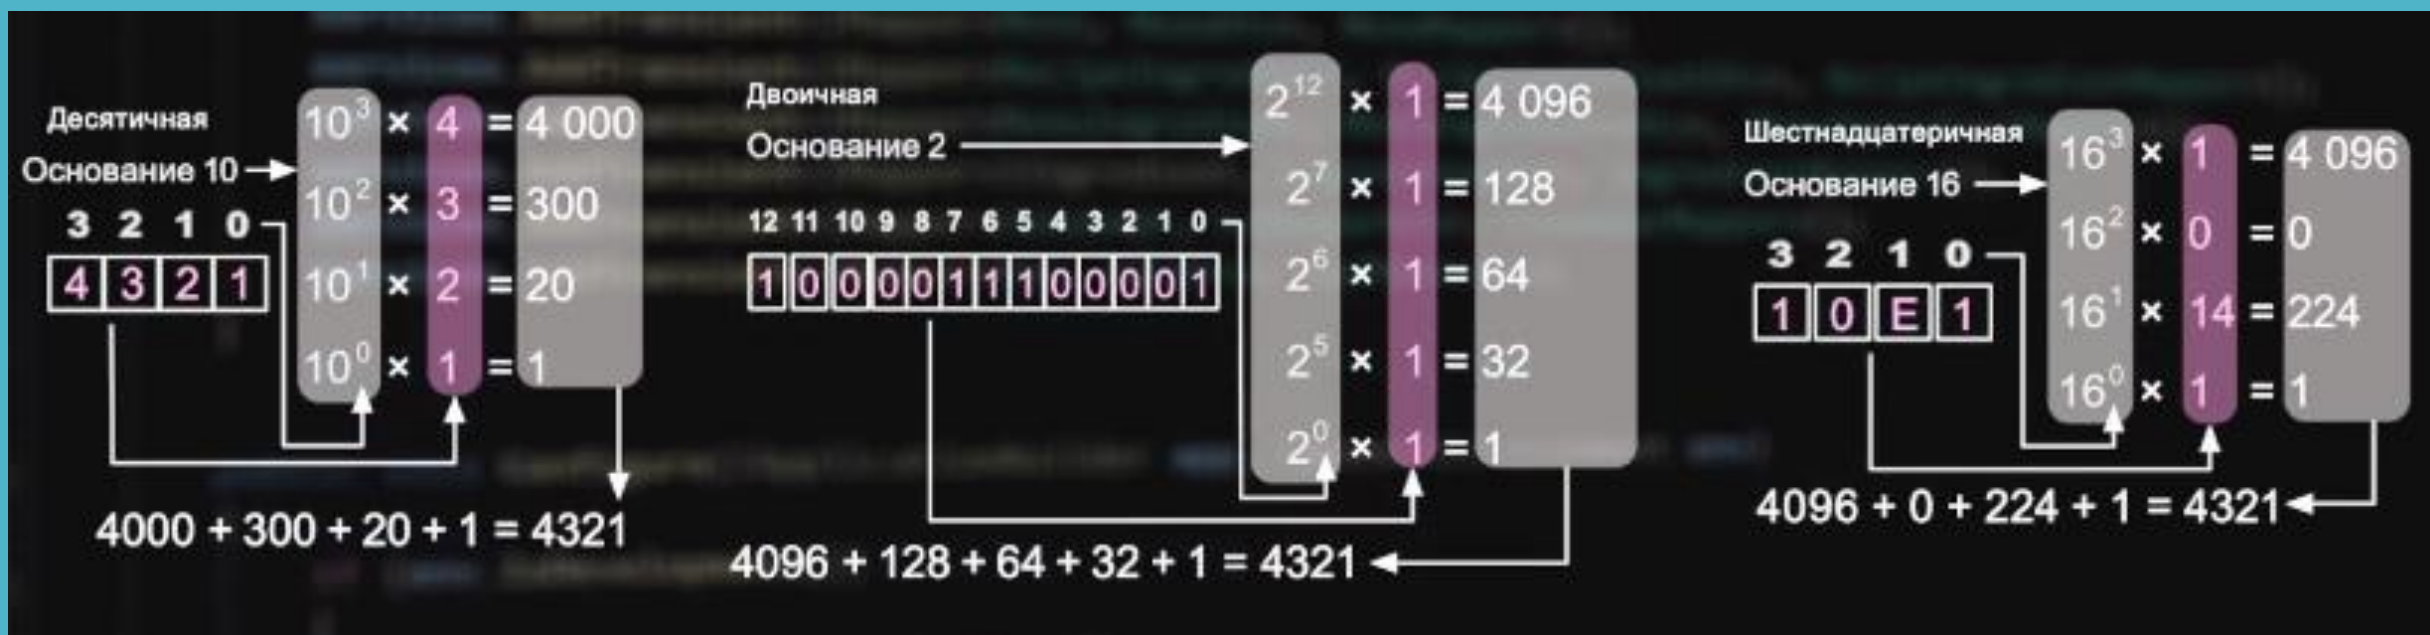 Десятичная
Основание 10
3 2 1 0
4 3 2 1
10³ × 4 = 4 000
10² × 3 = 300
10¹ × 2 = 20
10⁰ × 1 = 1
4000 + 300 + 20 + 1 = 4321
Двоичная
Основание 2
12 11 10 9 8 7 6 5 4 3 2 1 0
1 0 0 0 0 1 1 1 0 0 0 0 1
2¹² × 1 = 4 096
2⁷ × 1 = 128
2⁶ × 1 = 64
2⁵ × 1 = 32
2⁰ × 1 = 1
4096 + 128 + 64 + 32 + 1 = 4321
Шестнадцатеричная
Основание 16
3 2 1 0
1 0 E 1
16³ × 1 = 4 096
16² × 0 = 0
16¹ × 14 = 224
16⁰ × 1 = 1
4096 + 0 + 224 + 1 = 4321